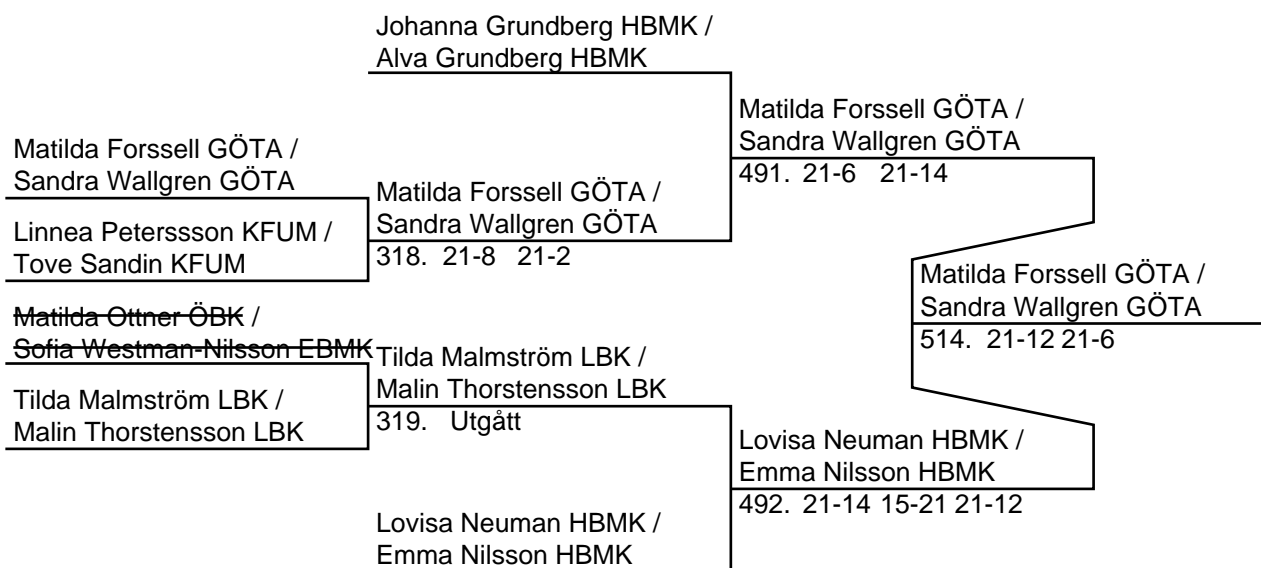 Johanna Grundberg HBMK /
Alva Grundberg HBMK
Matilda Forssell GÖTA /
Sandra Wallgren GÖTA
491. 21-6 21-14
Matilda Forssell GÖTA /
Sandra Wallgren GÖTA
Matilda Forssell GÖTA /
Sandra Wallgren GÖTA
318. 21-8 21-2
Linnea Peterssson KFUM /
Tove Sandin KFUM
Matilda Forssell GÖTA /
Sandra Wallgren GÖTA
514. 21-12 21-6
Matilda Ottner ÖBK /
Sofia Westman-Nilsson EBMK
Tilda Malmström LBK /
Malin Thorstensson LBK
319. Utgått
Tilda Malmström LBK /
Malin Thorstensson LBK
Lovisa Neuman HBMK /
Emma Nilsson HBMK
492. 21-14 15-21 21-12
Lovisa Neuman HBMK /
Emma Nilsson HBMK